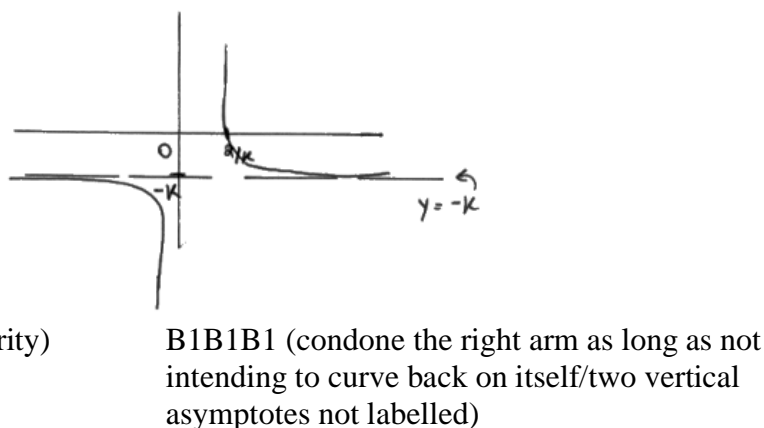 O
2/K
-K
y = -K
rity)
B1B1B1 (condone the right arm as long as not
intending to curve back on itself/two vertical
asymptotes not labelled)